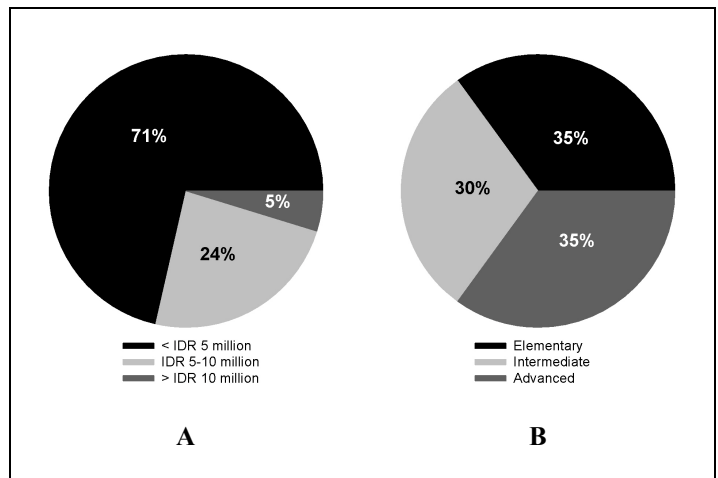 71%
5%
24%
< IDR 5 million
IDR 5-10 million
> IDR 10 million
A
35%
30%
35%
Elementary
Intermediate
Advanced
B